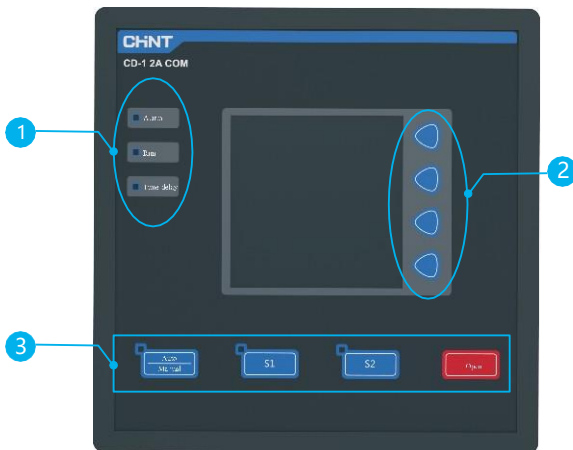 CHNT
CD-1 2A COM
Alarm
1
Run
2
Time delay
3
Auto
Manual
S1
S2
Open